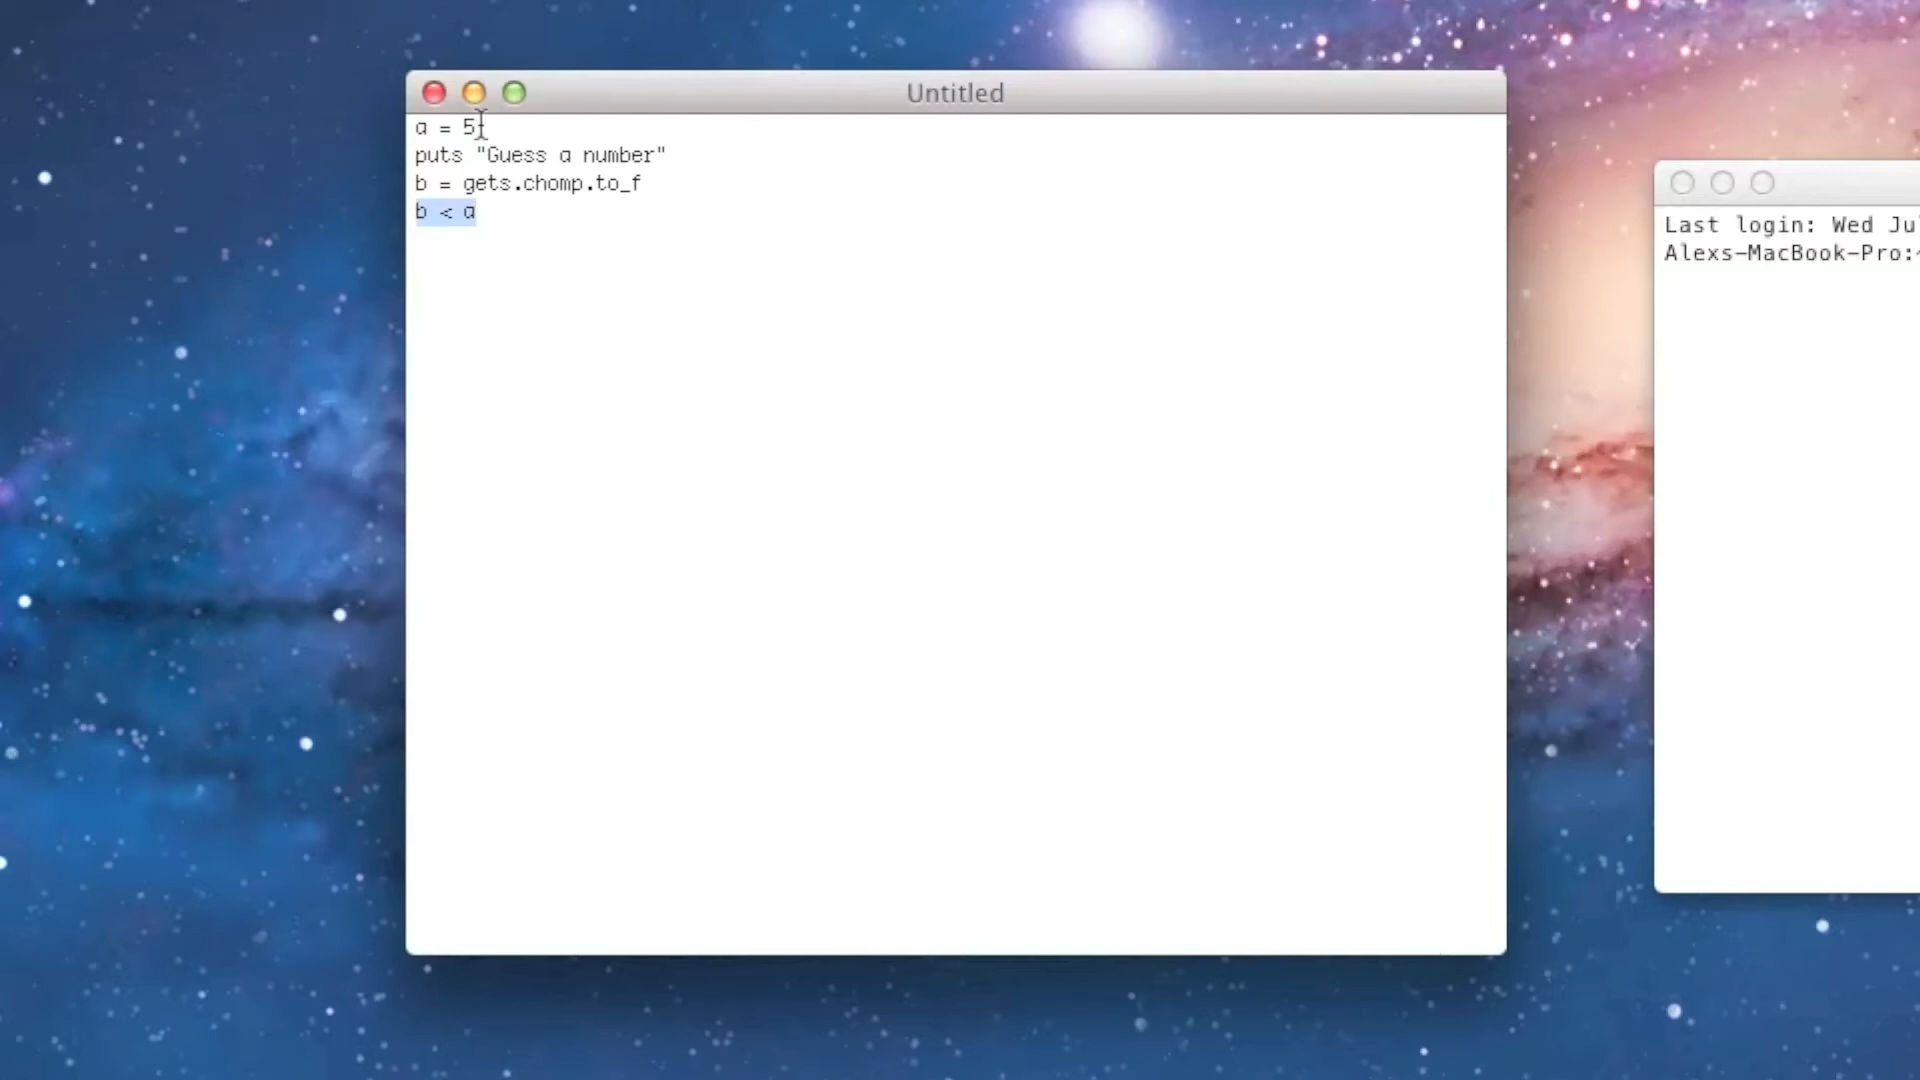 Untitled
a = 5
puts "Guess a number"
b = gets.chomp.to_f
b < a
Last login: Wed Ju
Alexs-MacBook-Pro: